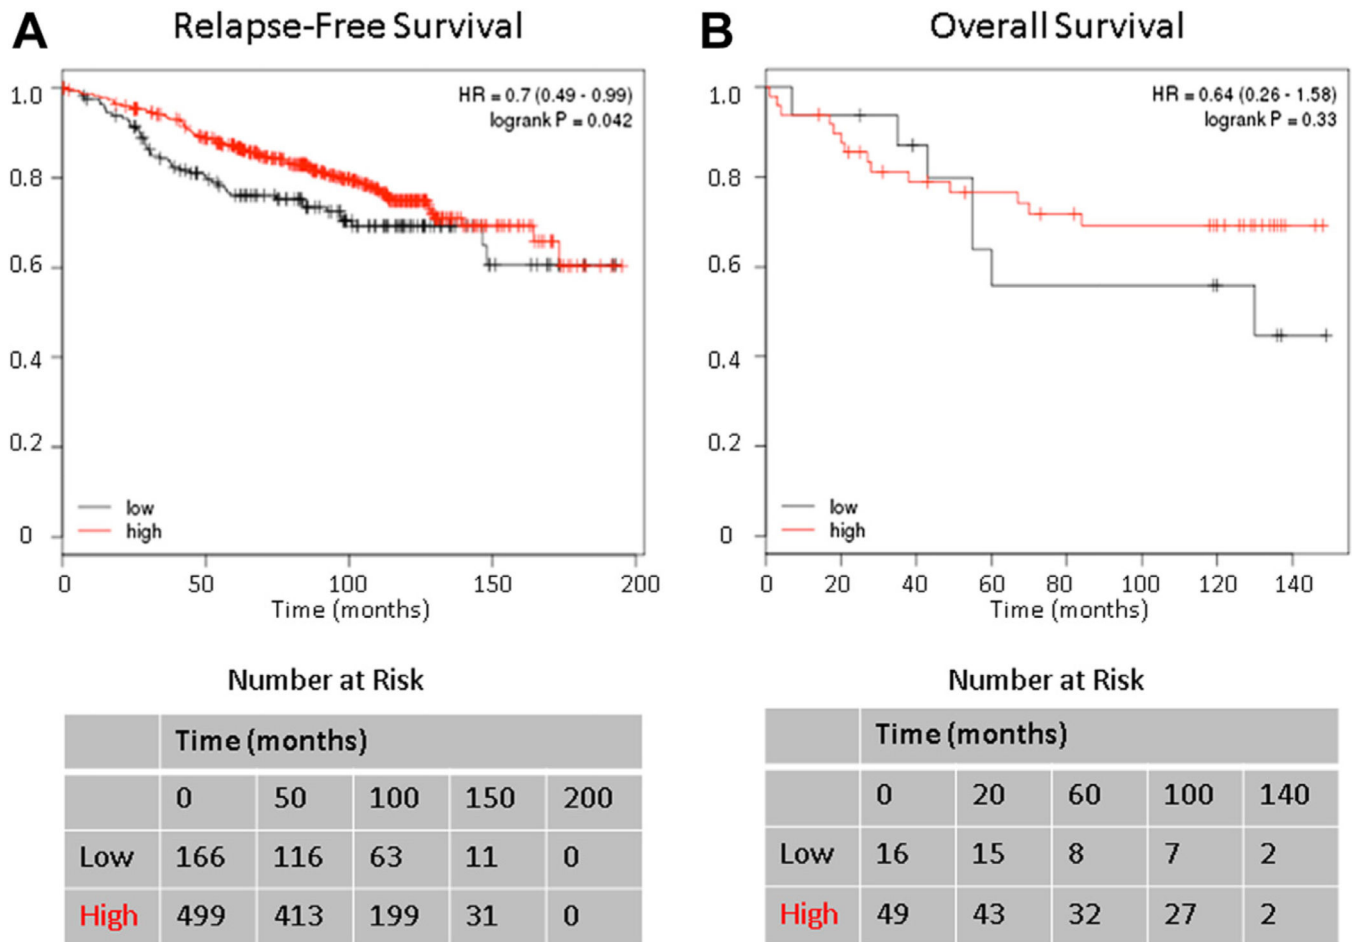 A Relapse-Free Survival
HR = 0.7 (0.49 - 0.99)
logrank P = 0.042
1.0
0.8
0.6
0.4
0.2
0
low
high
0 50 100 150 200
Time (months)
Number at Risk
Time (months)
0 50 100 150 200
Low 166 116 63 11 0
High 499 413 199 31 0
B Overall Survival
HR = 0.64 (0.26 - 1.58)
logrank P = 0.33
1.0
0.8
0.6
0.4
0.2
0
low
high
0 20 40 60 80 100 120 140
Time (months)
Number at Risk
Time (months)
0 20 60 100 140
Low 16 15 8 7 2
High 49 43 32 27 2